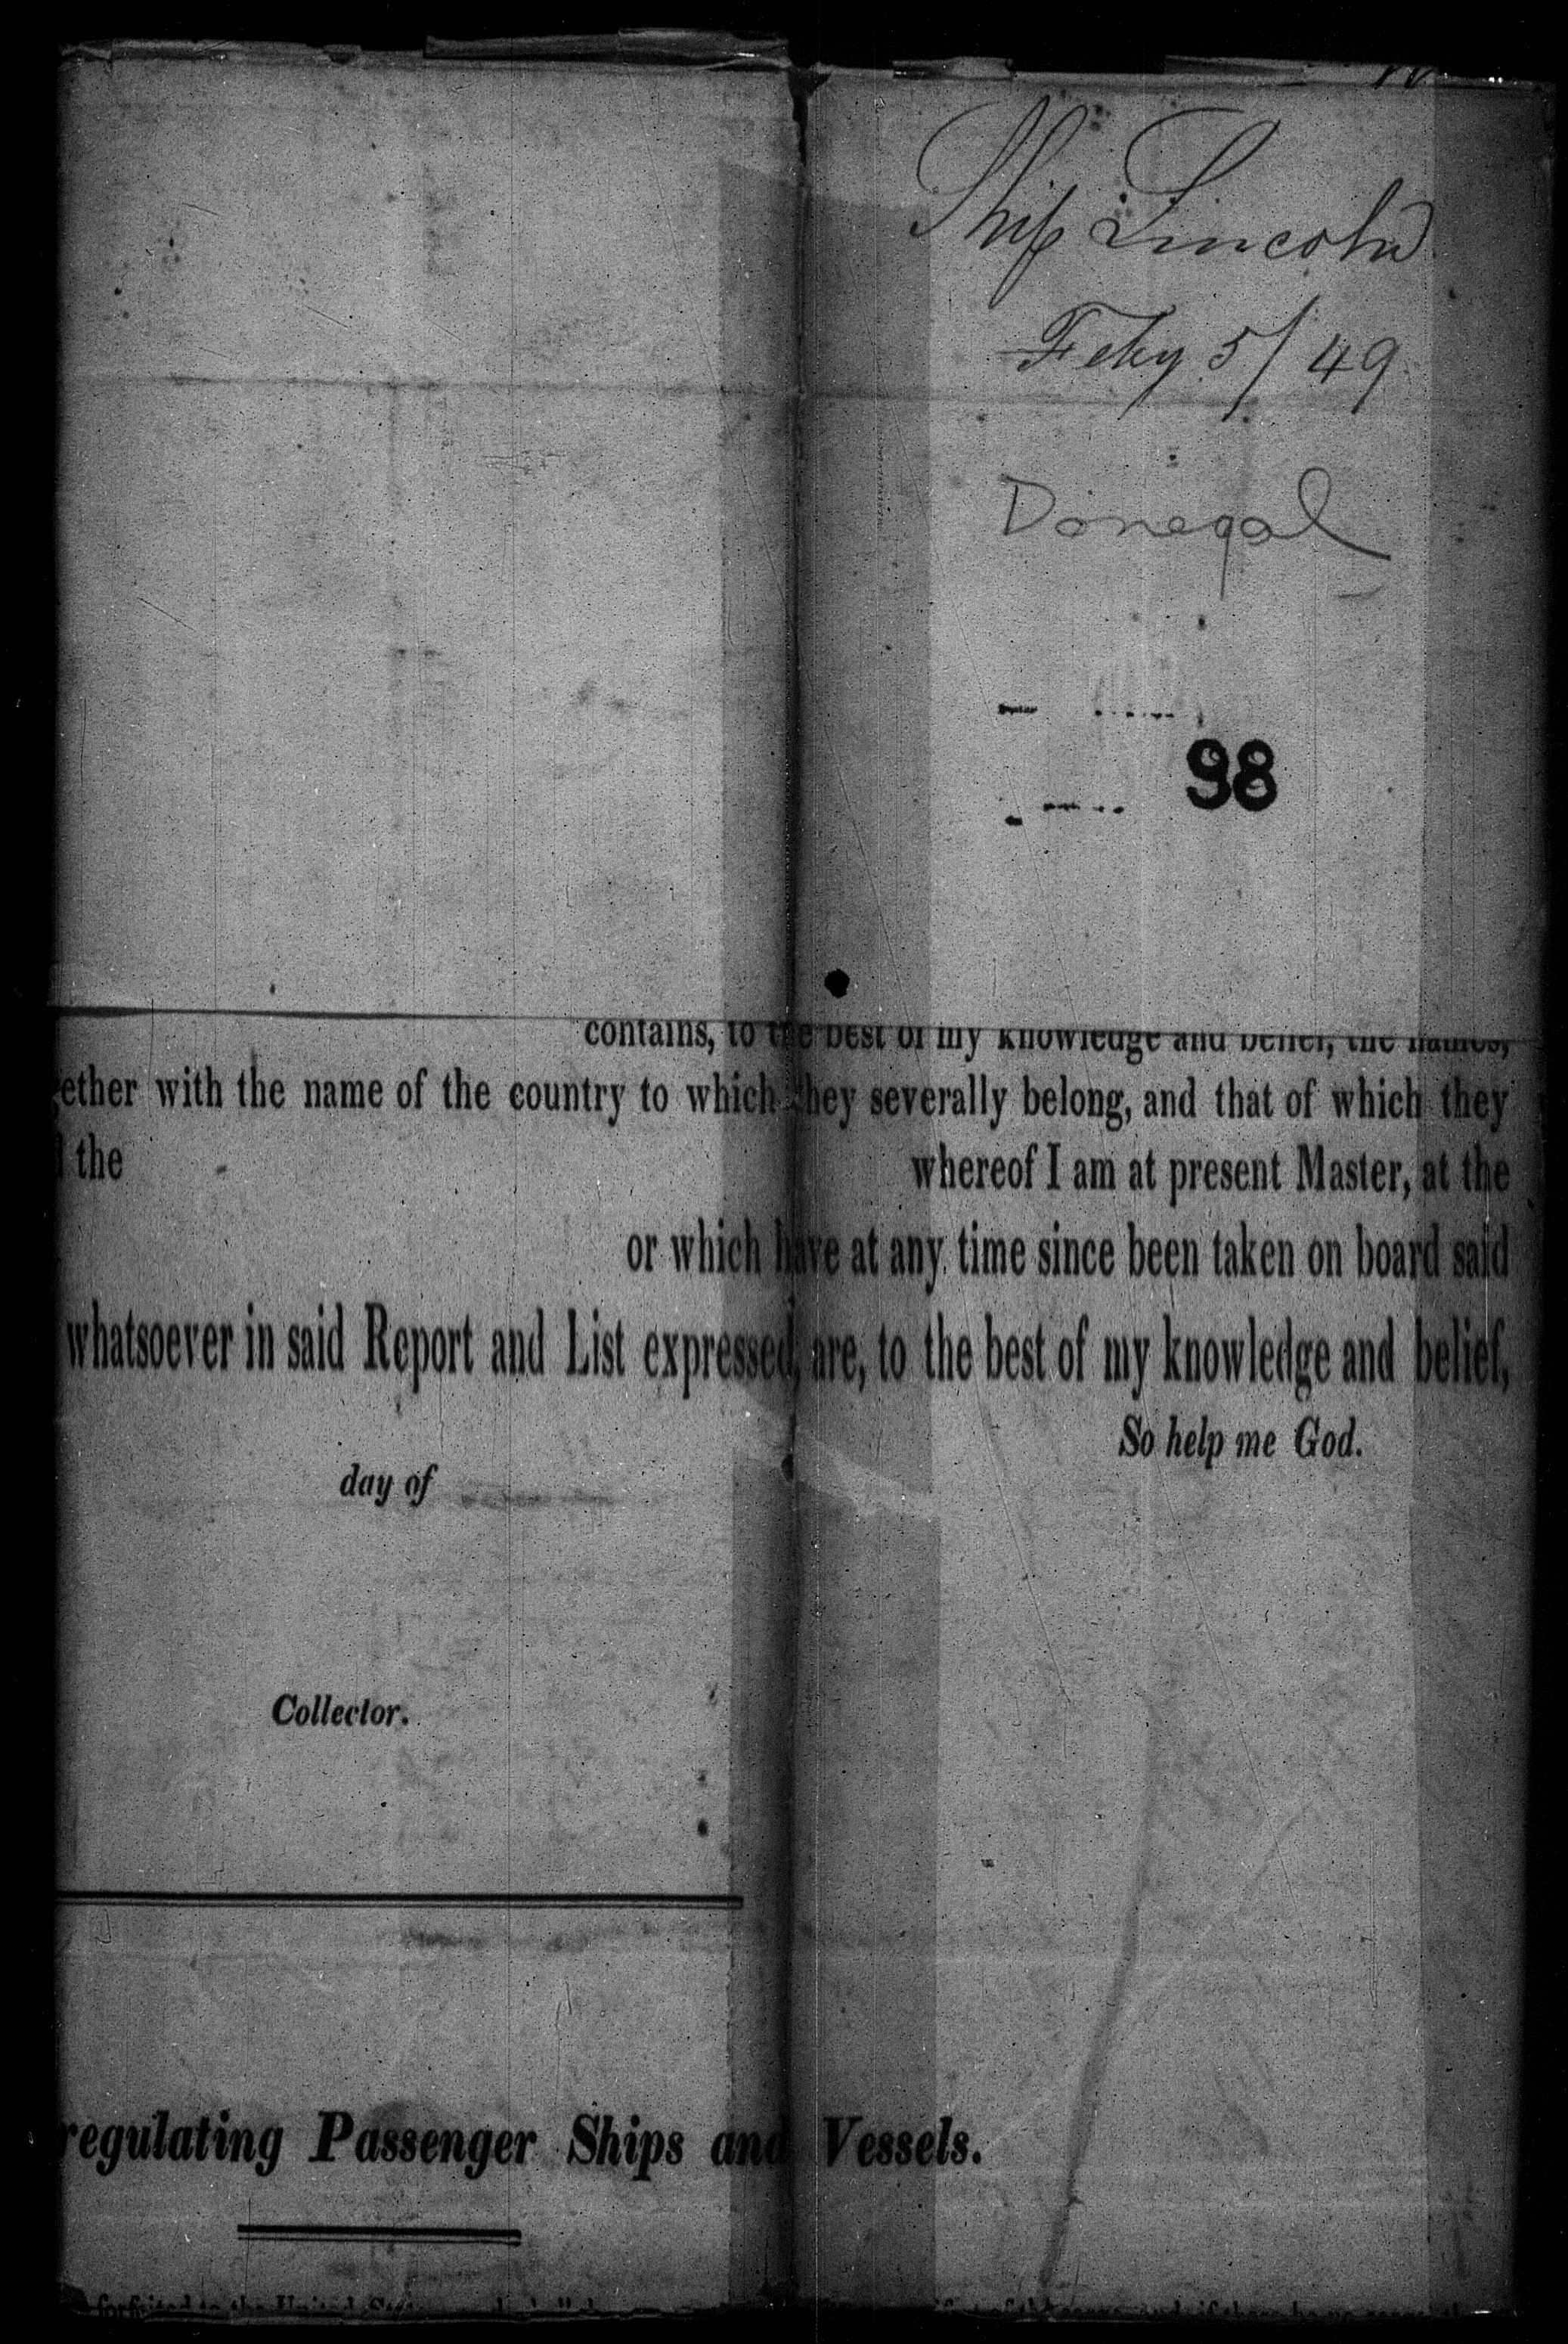 Ship Lincoln
Feby 5/49
Donegal
98
contains, to the best of my knowledge and belief, the names,
gether with the name of the country to which they severally belong, and that of which they
the whereof I am at present Master, at the
or which have at any time since been taken on board said
whatsoever in said Report and List expressed, are, to the best of my knowledge and belief,
So help me God.
day of
Collector.
regulating Passenger Ships and Vessels.
forfeited to the United